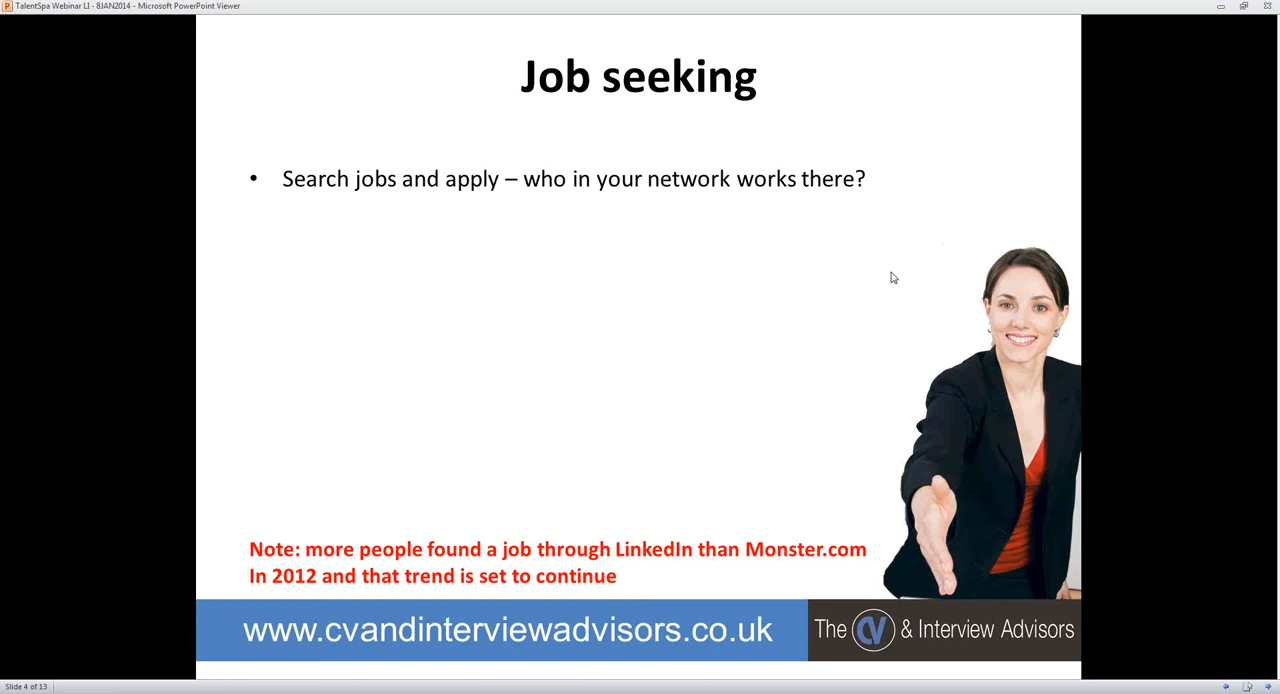 TalentSpa Webinar LI - 8JAN2014 - Microsoft PowerPoint Viewer
Job seeking
• Search jobs and apply – who in your network works there?
Note: more people found a job through LinkedIn than Monster.com
In 2012 and that trend is set to continue
www.cvandinterviewadvisors.co.uk
The CV & Interview Advisors
Slide 4 of 13